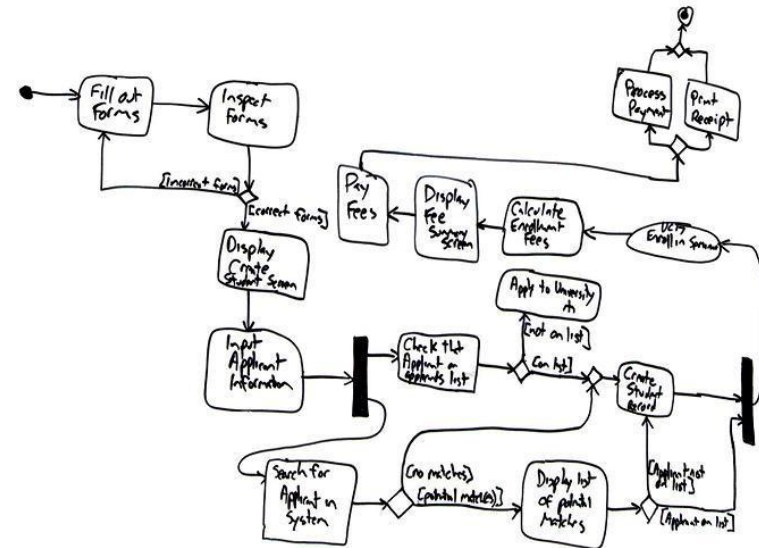 Fill out
Forms
Inspect
Forms
[incorrect forms]
[correct forms]
Display
Create
Student Screen
Input
Applicant
Information
Check that
Applicant on
applicants list
[not on list]
[on list]
Apply to University
Search for
Applicant in
System
[no matches]
[potential match(es)]
Display list
of potential
Matches
[Applicant not
on list]
[Applicant on list]
Create
Student
Record
Enroll in Seminar
Calculate
Enrollment
Fees
Display
Fee
Summary
Screen
Pay
Fees
Process
Payment
Print
Receipt